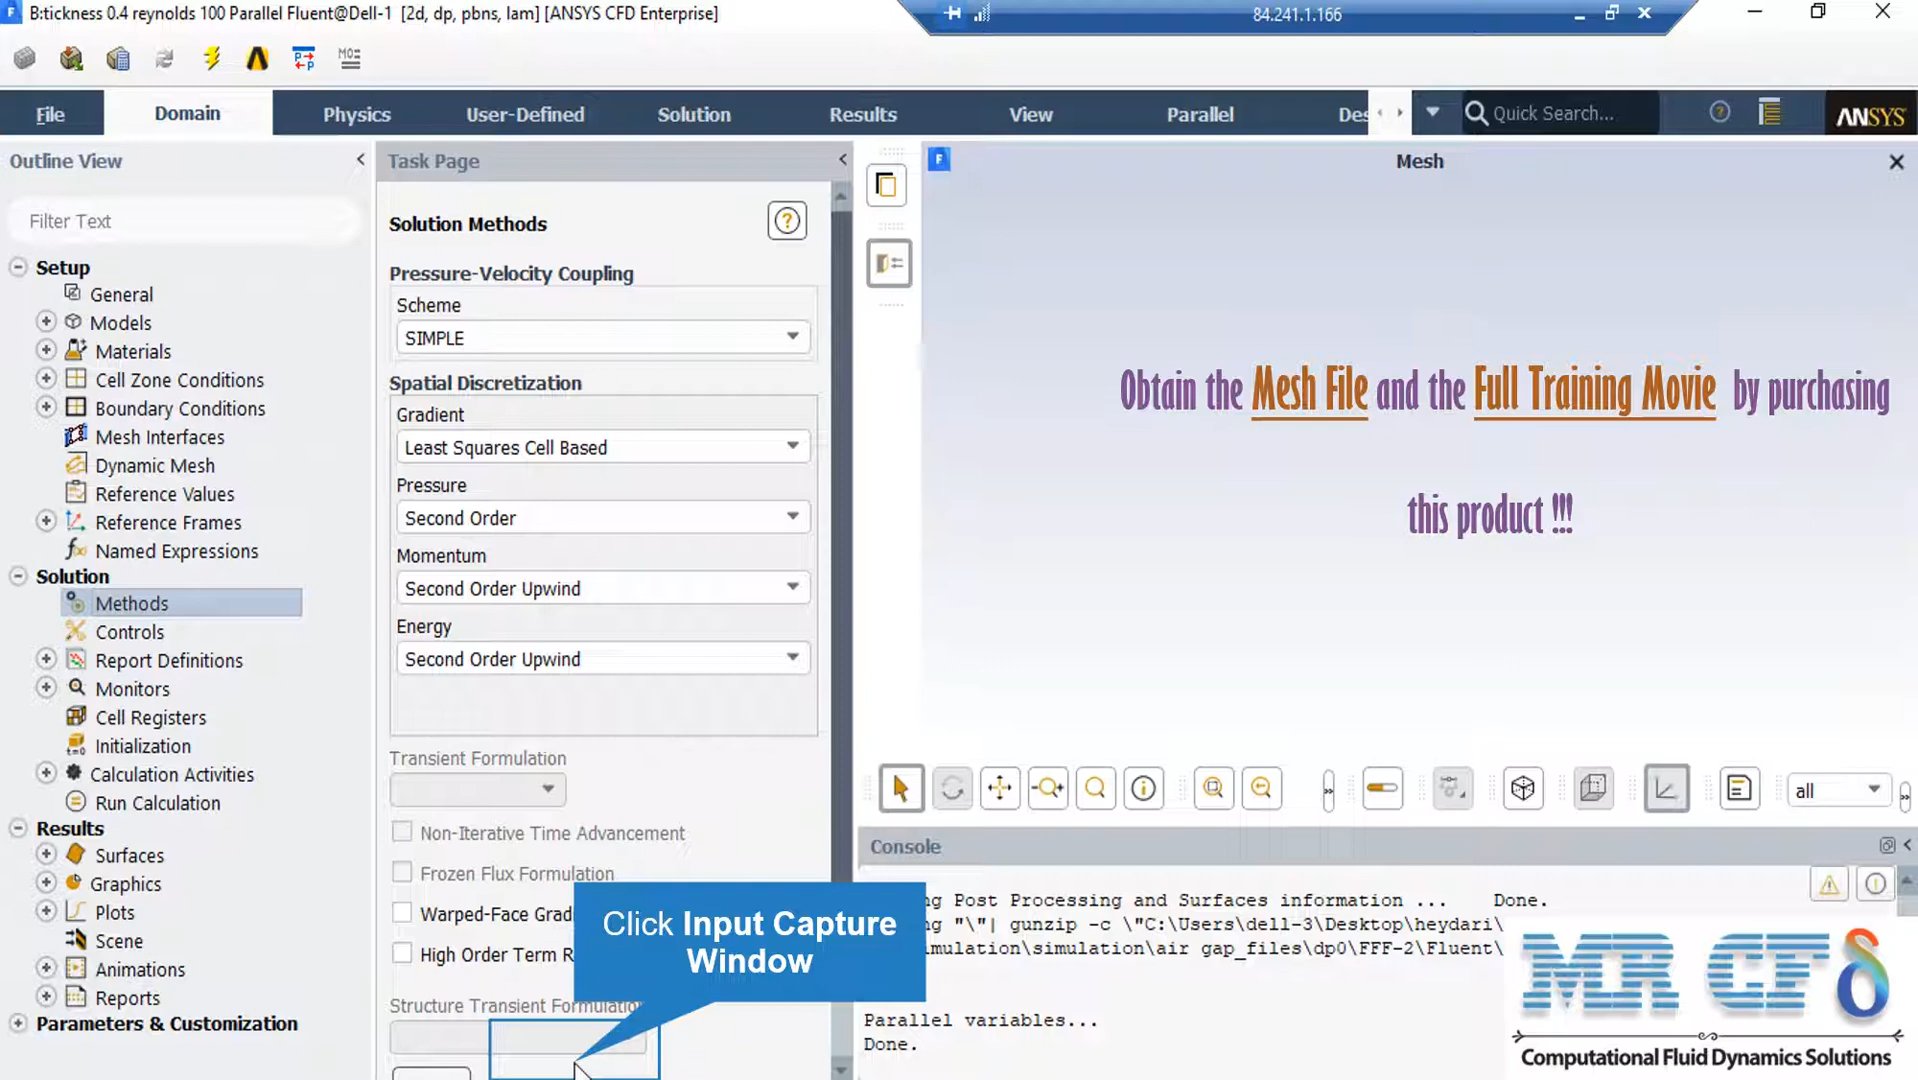 B:tickness 0.4 reynolds 100 Parallel Fluent@Dell-1 [2d, dp, pbns, lam] [ANSYS CFD Enterprise]
84.241.1.166
File
Domain
Physics
User-Defined
Solution
Results
View
Parallel
Des
Quick Search...
ANSYS
Outline View
Filter Text
Setup
General
Models
Materials
Cell Zone Conditions
Boundary Conditions
Mesh Interfaces
Dynamic Mesh
Reference Values
Reference Frames
Named Expressions
Solution
Methods
Controls
Report Definitions
Monitors
Cell Registers
Initialization
Calculation Activities
Run Calculation
Results
Surfaces
Graphics
Plots
Scene
Animations
Reports
Parameters & Customization
Task Page
Solution Methods
Pressure-Velocity Coupling
Scheme
SIMPLE
Spatial Discretization
Gradient
Least Squares Cell Based
Pressure
Second Order
Momentum
Second Order Upwind
Energy
Second Order Upwind
Transient Formulation
Non-Iterative Time Advancement
Frozen Flux Formulation
Warped-Face Grad
High Order Term R
Structure Transient Formulation
Click Input Capture
Window
Mesh
Obtain the Mesh File and the Full Training Movie by purchasing
this product !!!
all
Console
ng Post Processing and Surfaces information ... Done.
ng "\"| gunzip -c \"C:\Users\dell-3\Desktop\heydari\
imulation\simulation\air gap_files\dp0\FFF-2\Fluent\
Parallel variables...
Done.
MR CFD
Computational Fluid Dynamics Solutions